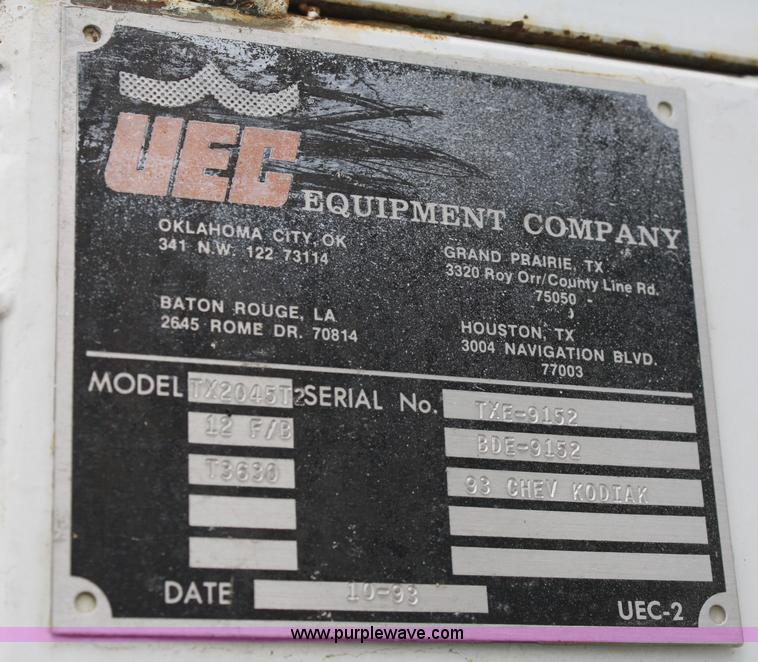 UEC EQUIPMENT COMPANY
OKLAHOMA CITY, OK
341 N.W. 122 73114
GRAND PRAIRIE, TX
3320 Roy Orr/County Line Rd.
75050
BATON ROUGE, LA
2645 ROME DR. 70814
HOUSTON, TX
3004 NAVIGATION BLVD.
77003
MODEL TX2045T2 SERIAL No. TXE-9152
12 F/B BDE-9152
T3630 93 CHEV KODIAK
DATE 10-93
UEC-2
www.purplewave.com